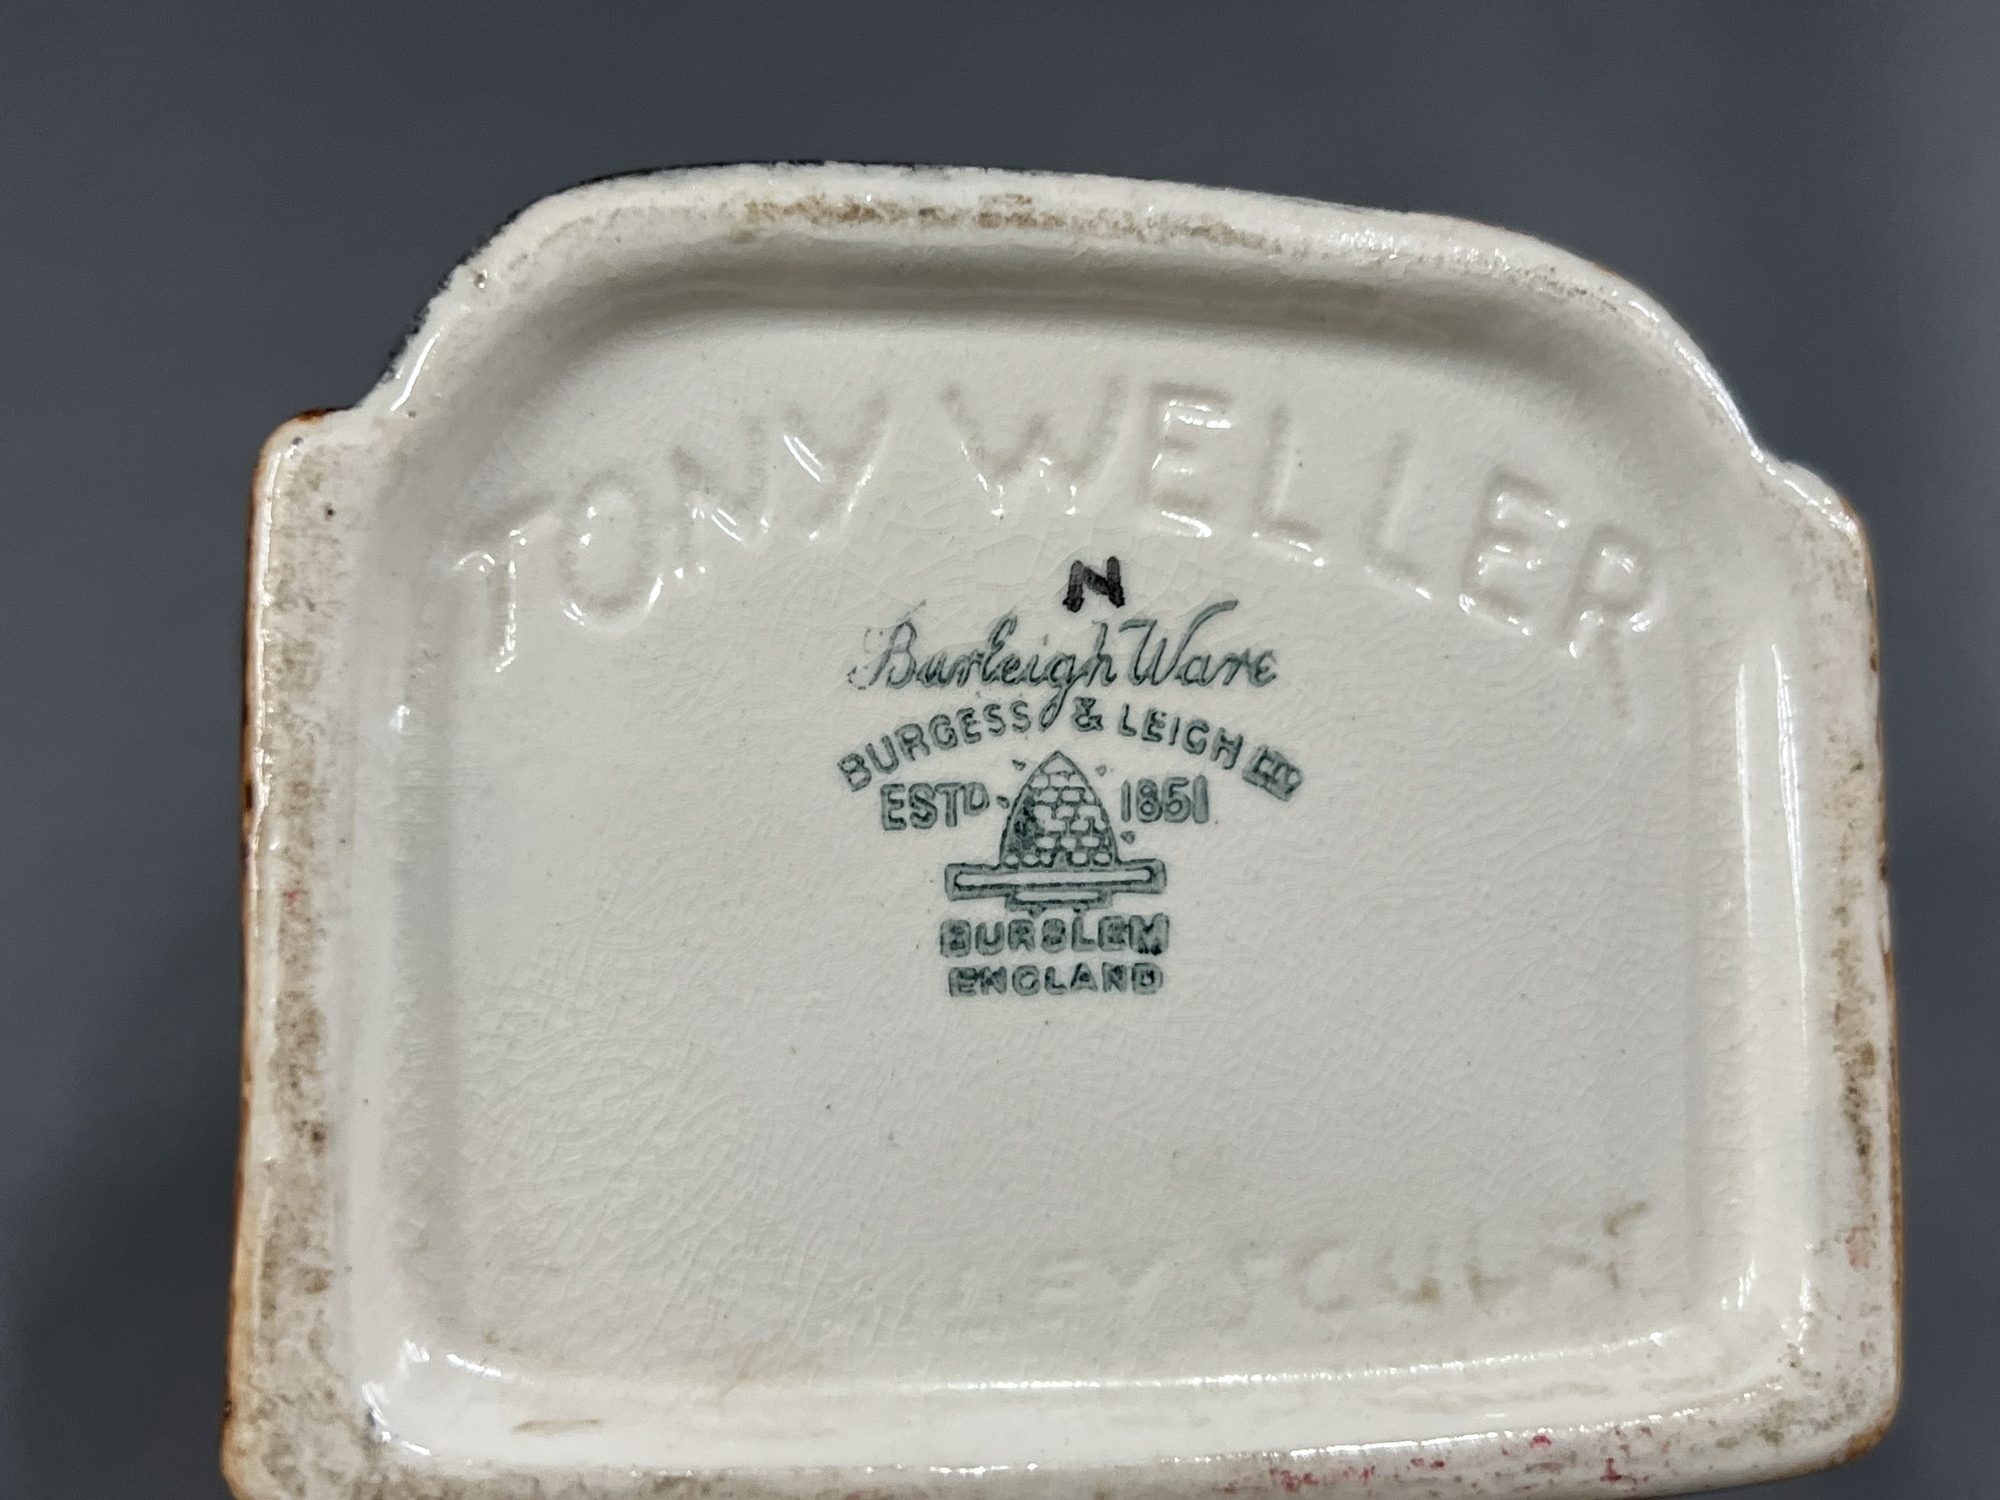 TONY WELLER
N
Burleigh Ware
BURGESS & LEIGH LTD
ESTD. 1851
BURSLEM
ENGLAND